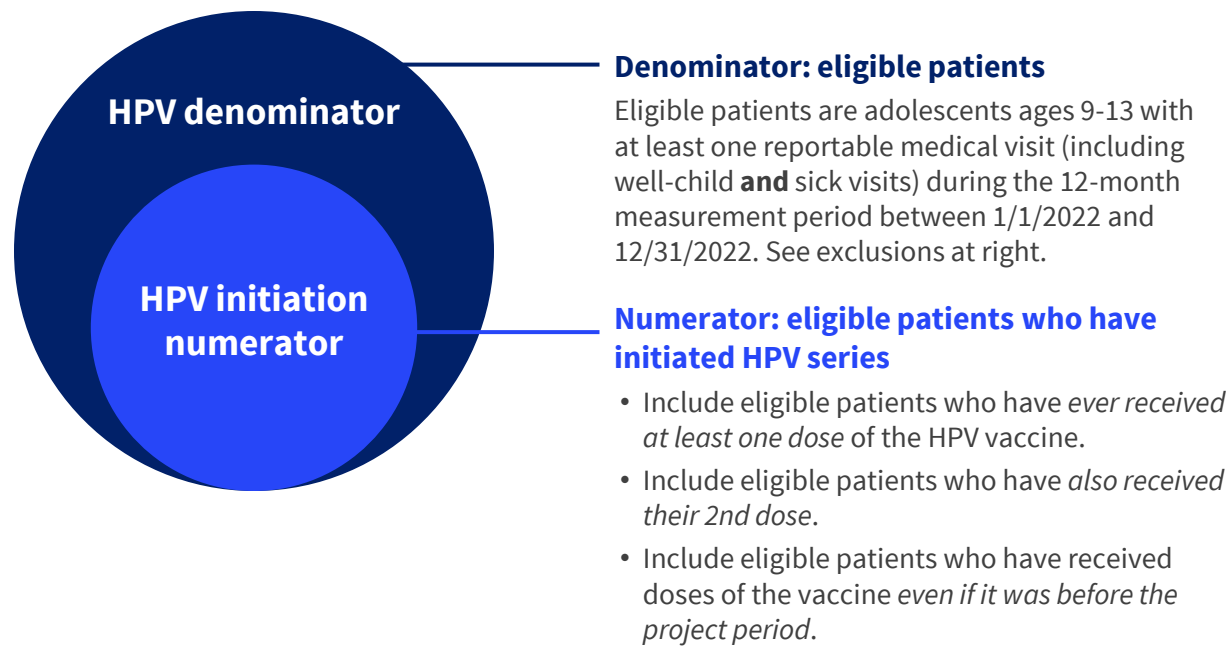 HPV denominator
HPV initiation
numerator
Denominator: eligible patients
Eligible patients are adolescents ages 9-13 with
at least one reportable medical visit (including
well-child and sick visits) during the 12-month
measurement period between 1/1/2022 and
12/31/2022. See exclusions at right.
Numerator: eligible patients who have
initiated HPV series
• Include eligible patients who have ever received
at least one dose of the HPV vaccine.
• Include eligible patients who have also received
their 2nd dose.
• Include eligible patients who have received
doses of the vaccine even if it was before the
project period.